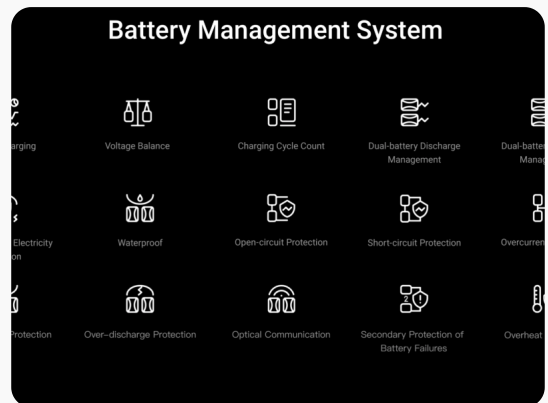 Battery Management System
arging
Voltage Balance
Charging Cycle Count
Dual-battery Discharge
Management
Dual-batter
Manag
Electricity
on
Waterproof
Open-circuit Protection
Short-circuit Protection
Overcurren
Protection
Over-discharge Protection
Optical Communication
2
Secondary Protection of
Battery Failures
Overheat